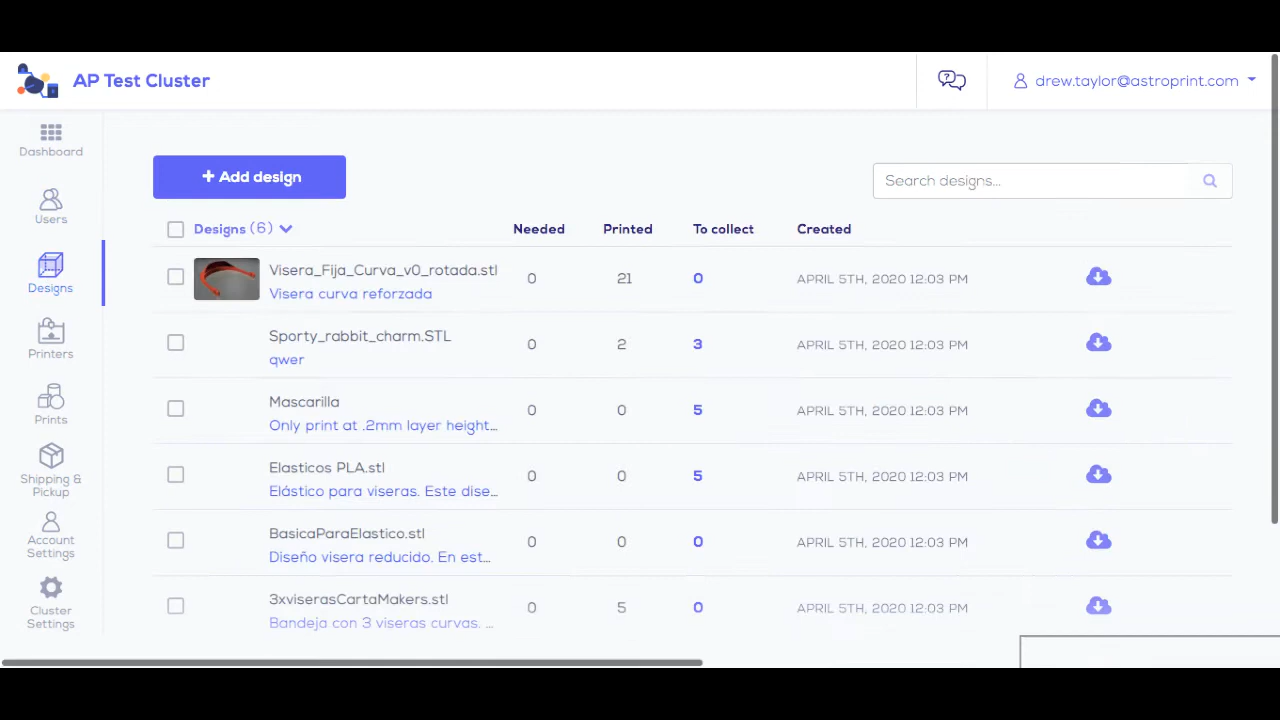 AP Test Cluster
drew.taylor@astroprint.com
Dashboard
Users
Designs
Printers
Prints
Shipping &
Pickup
Account
Settings
Cluster
Settings
+ Add design
Search designs...
Designs (6) Needed Printed To collect Created
Visera_Fija_Curva_v0_rotada.stl
Visera curva reforzada
0 21 0 APRIL 5TH, 2020 12:03 PM
Sporty_rabbit_charm.STL
qwer
0 2 3 APRIL 5TH, 2020 12:03 PM
Mascarilla
Only print at .2mm layer height...
0 0 5 APRIL 5TH, 2020 12:03 PM
Elasticos PLA.stl
Elástico para viseras. Este dise...
0 0 5 APRIL 5TH, 2020 12:03 PM
BasicaParaElastico.stl
Diseño visera reducido. En est...
0 0 0 APRIL 5TH, 2020 12:03 PM
3xviserasCartaMakers.stl
Bandeja con 3 viseras curvas. ...
0 5 0 APRIL 5TH, 2020 12:03 PM